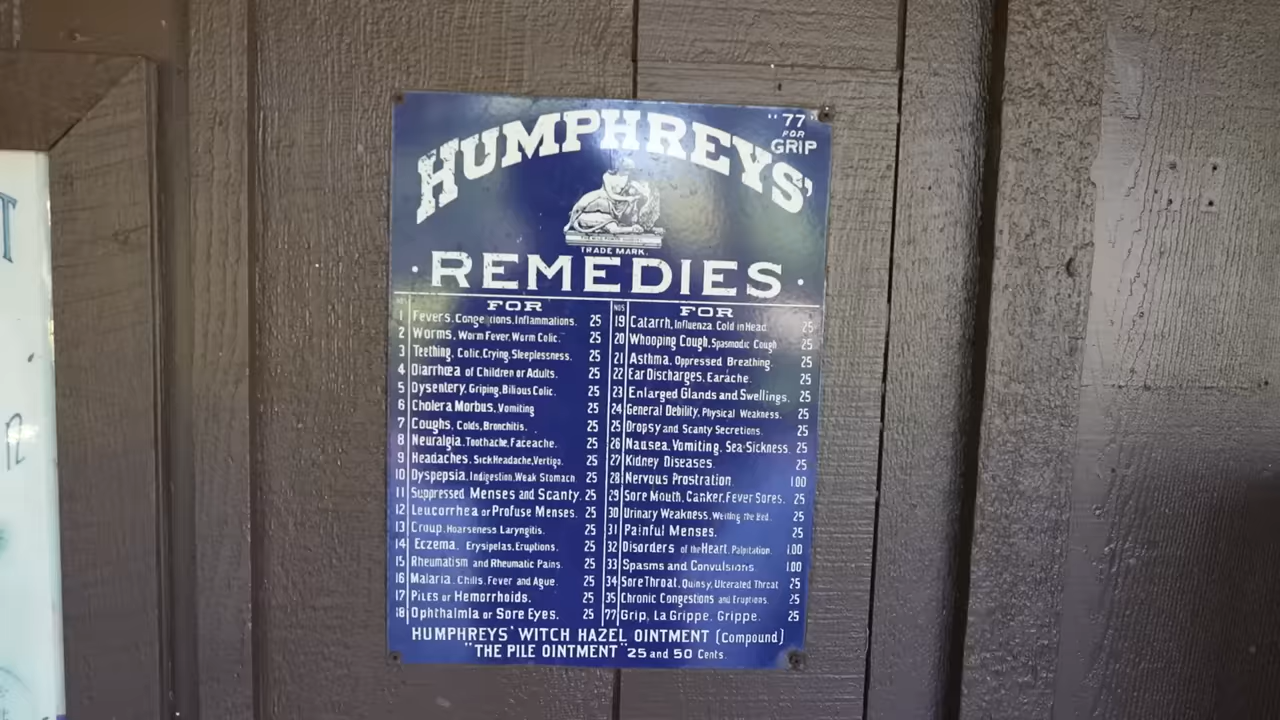 HUMPHREYS'
"77"
FOR
GRIP
TRADE MARK.
· REMEDIES ·
FOR
1 Fevers, Congestions, Inflammations. 25
2 Worms, Worm Fever, Worm Colic. 25
3 Teething, Colic, Crying, Sleeplessness. 25
4 Diarrhœa of Children or Adults. 25
5 Dysentery, Griping, Bilious Colic. 25
6 Cholera Morbus, Vomiting 25
7 Coughs, Colds, Bronchitis. 25
8 Neuralgia, Toothache, Faceache. 25
9 Headaches, Sick Headache, Vertigo. 25
10 Dyspepsia, Indigestion, Weak Stomach 25
11 Suppressed Menses and Scanty. 25
12 Leucorrhea or Profuse Menses. 25
13 Croup, Hoarseness Laryngitis. 25
14 Eczema, Erysipelas, Eruptions. 25
15 Rheumatism and Rheumatic Pains. 25
16 Malaria, Chills, Fever and Ague. 25
17 Piles or Hemorrhoids. 25
18 Ophthalmia or Sore Eyes. 25
NOS FOR
19 Catarrh, Influenza, Cold in Head 25
20 Whooping Cough, Spasmodic Cough 25
21 Asthma, Oppressed Breathing. 25
22 Ear Discharges, Earache. 25
23 Enlarged Glands and Swellings. 25
24 General Debility, Physical Weakness. 25
25 Dropsy and Scanty Secretions. 25
26 Nausea, Vomiting, Sea-Sickness. 25
27 Kidney Diseases. 25
28 Nervous Prostration. 1.00
29 Sore Mouth, Canker, Fever Sores. 25
30 Urinary Weakness, Wetting the Bed. 25
31 Painful Menses. 25
32 Disorders of the Heart, Palpitation. 1.00
33 Spasms and Convulsions. 1.00
34 Sore Throat, Quinsy, Ulcerated Throat 25
35 Chronic Congestions and Eruptions. 25
77 Grip, La Grippe, Grippe. 25
HUMPHREYS' WITCH HAZEL OINTMENT (Compound)
"THE PILE OINTMENT" 25 and 50 Cents.
T
12